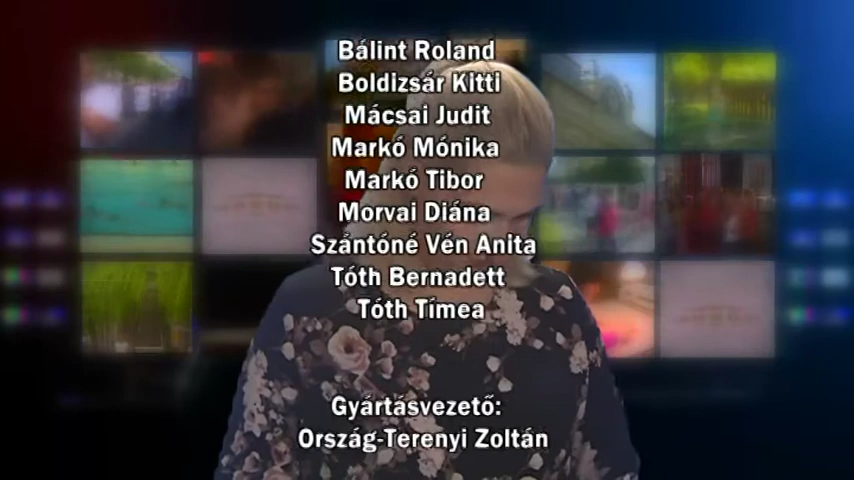 Bálint Roland
Boldizsár Kitti
Mácsai Judit
Markó Mónika
Markó Tibor
Morvai Diána
Szántóné Vén Anita
Tóth Bernadett
Tóth Tímea
Gyártásvezető:
Ország-Terenyi Zoltán